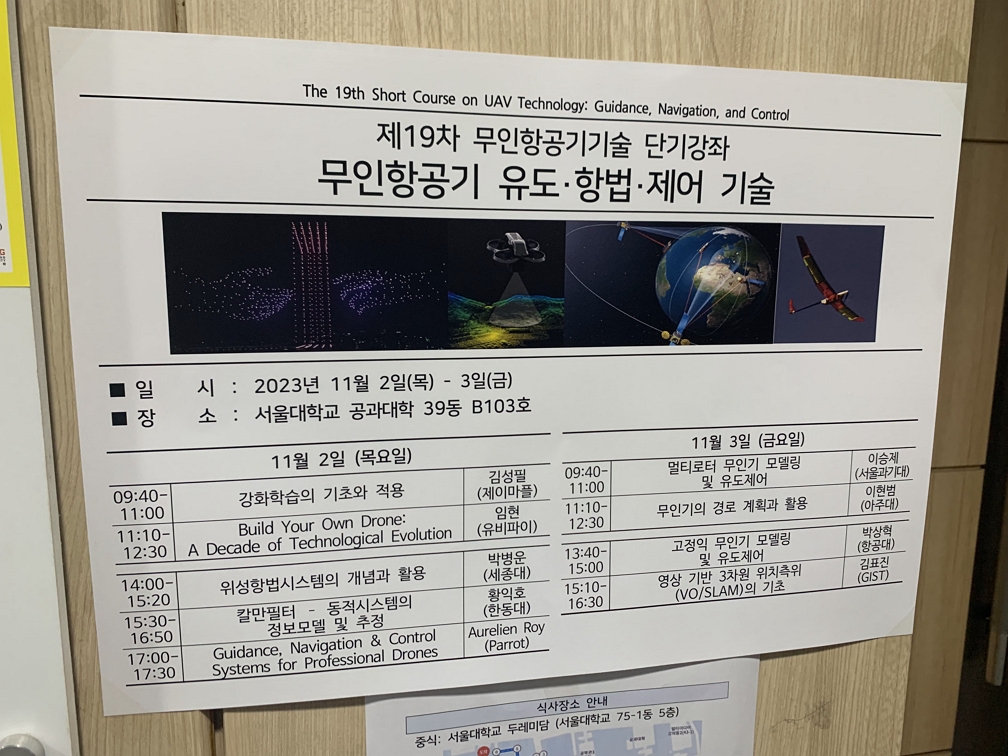 The 19th Short Course on UAV Technology: Guidance, Navigation, and Control
제19차 무인항공기기술 단기강좌
무인항공기 유도·항법·제어 기술
■ 일 시 : 2023년 11월 2일(목) - 3일(금)
■ 장 소 : 서울대학교 공과대학 39동 B103호
11월 2일 (목요일)
09:40-
11:00
강화학습의 기초와 적용
김성필
(제이마플)
11:10-
12:30
Build Your Own Drone:
A Decade of Technological Evolution
임현
(유비파이)
14:00-
15:20
위성항법시스템의 개념과 활용
박병운
(세종대)
15:30-
16:50
칼만필터 - 동적시스템의
정보모델 및 추정
황익호
(한동대)
17:00-
17:30
Guidance, Navigation & Control
Systems for Professional Drones
Aurelien Roy
(Parrot)
11월 3일 (금요일)
09:40-
11:00
멀티로터 무인기 모델링
및 유도제어
이승제
(서울과기대)
11:10-
12:30
무인기의 경로 계획과 활용
이현범
(아주대)
13:40-
15:00
고정익 무인기 모델링
및 유도제어
박상혁
(항공대)
15:10-
16:30
영상 기반 3차원 위치측위
(VO/SLAM)의 기초
김표진
(GIST)
식사장소 안내
중식: 서울대학교 두레미담 (서울대학교 75-1동 5층)